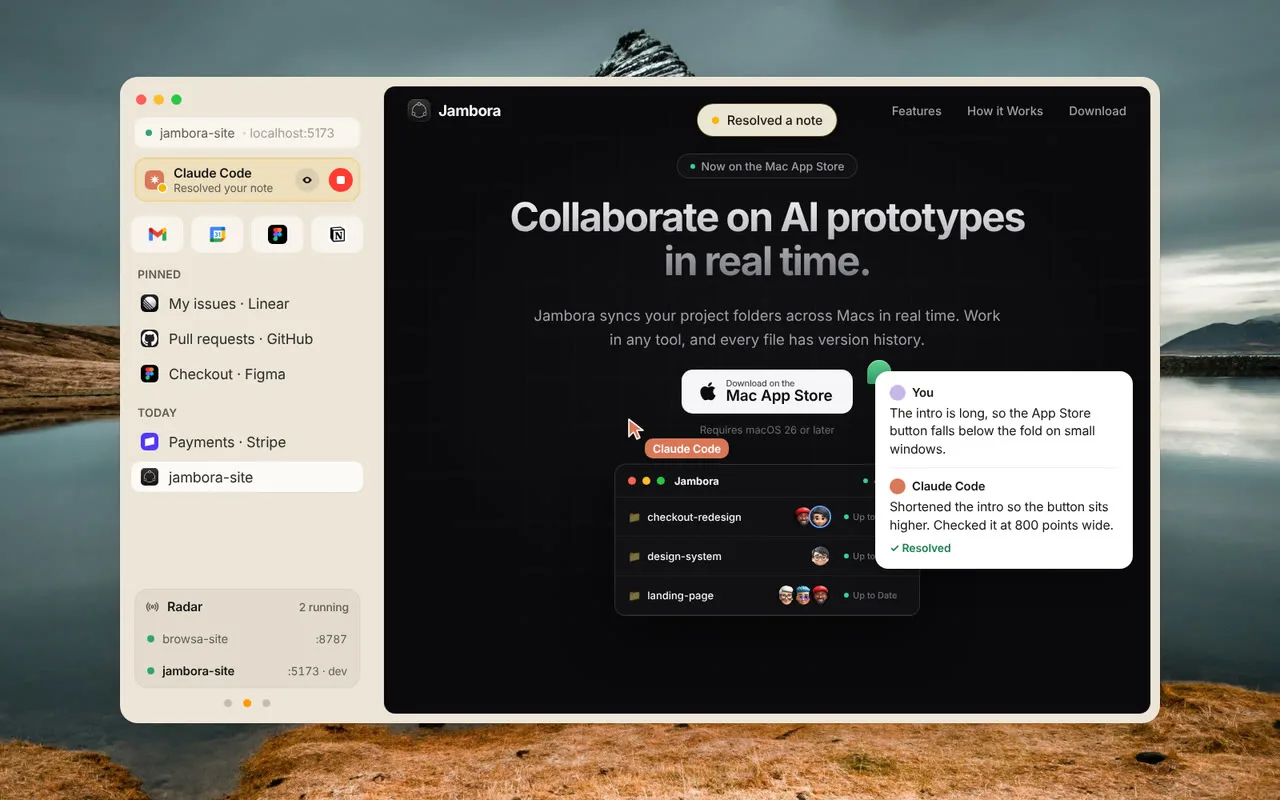 jambora-site · localhost:5173
Claude Code
Resolved your note
31
PINNED
My issues · Linear
Pull requests · GitHub
Checkout · Figma
TODAY
Payments · Stripe
jambora-site
Radar
2 running
browsa-site
:8787
jambora-site
:5173 · dev
Jambora
Resolved a note
Features
How it Works
Download
Now on the Mac App Store
Collaborate on AI prototypes
in real time.
Jambora syncs your project folders across Macs in real time. Work
in any tool, and every file has version history.
Download on the
Mac App Store
Requires macOS 26 or later
Claude Code
Jambora
checkout-redesign
Up to
design-system
Up to
landing-page
Up to Date
You
The intro is long, so the App Store
button falls below the fold on small
windows.
Claude Code
Shortened the intro so the button sits
higher. Checked it at 800 points wide.
✓ Resolved